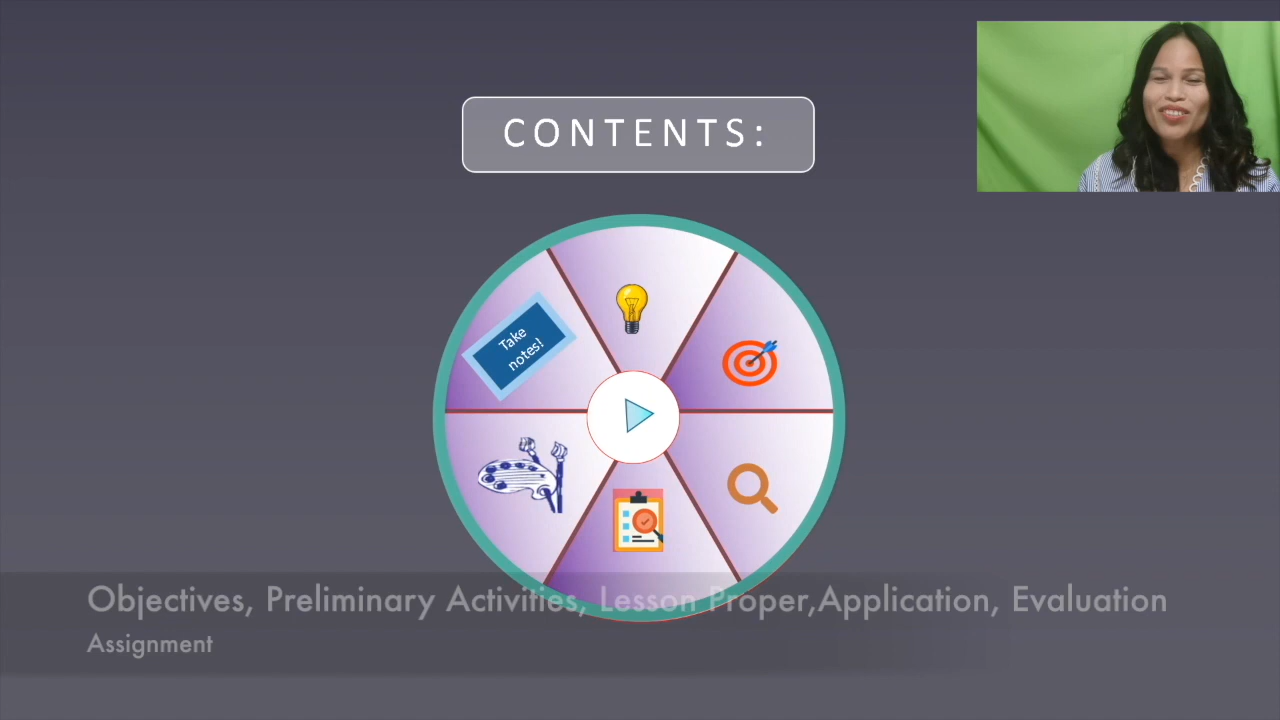 CONTENTS:
Take
notes!
Objectives, Preliminary Activities, Lesson Proper,Application, Evaluation
Assignment